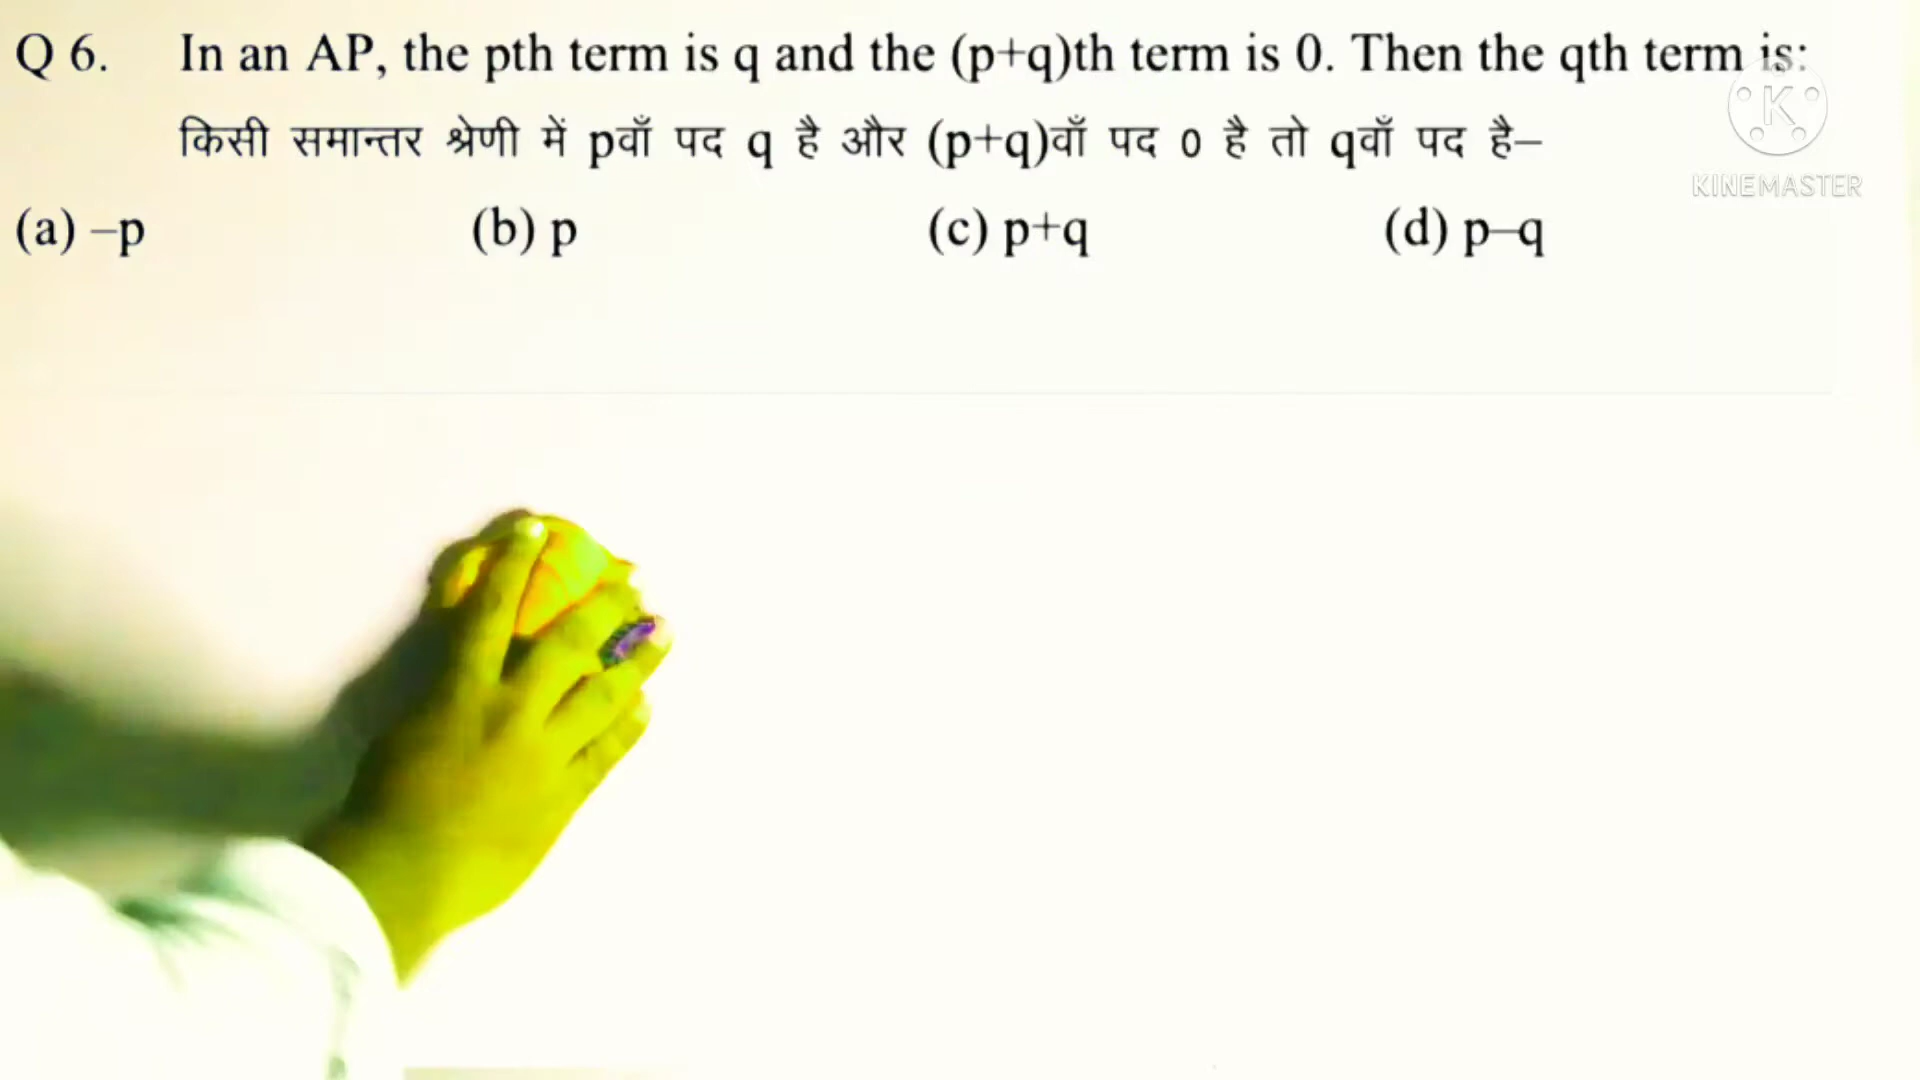 Q 6. In an AP, the pth term is q and the (p+q)th term is 0. Then the qth term is:
किसी समान्तर श्रेणी में pवाँ पद q है और (p+q)वाँ पद 0 है तो qवाँ पद है–
(a) –p (b) p (c) p+q (d) p–q
K
KINEMASTER